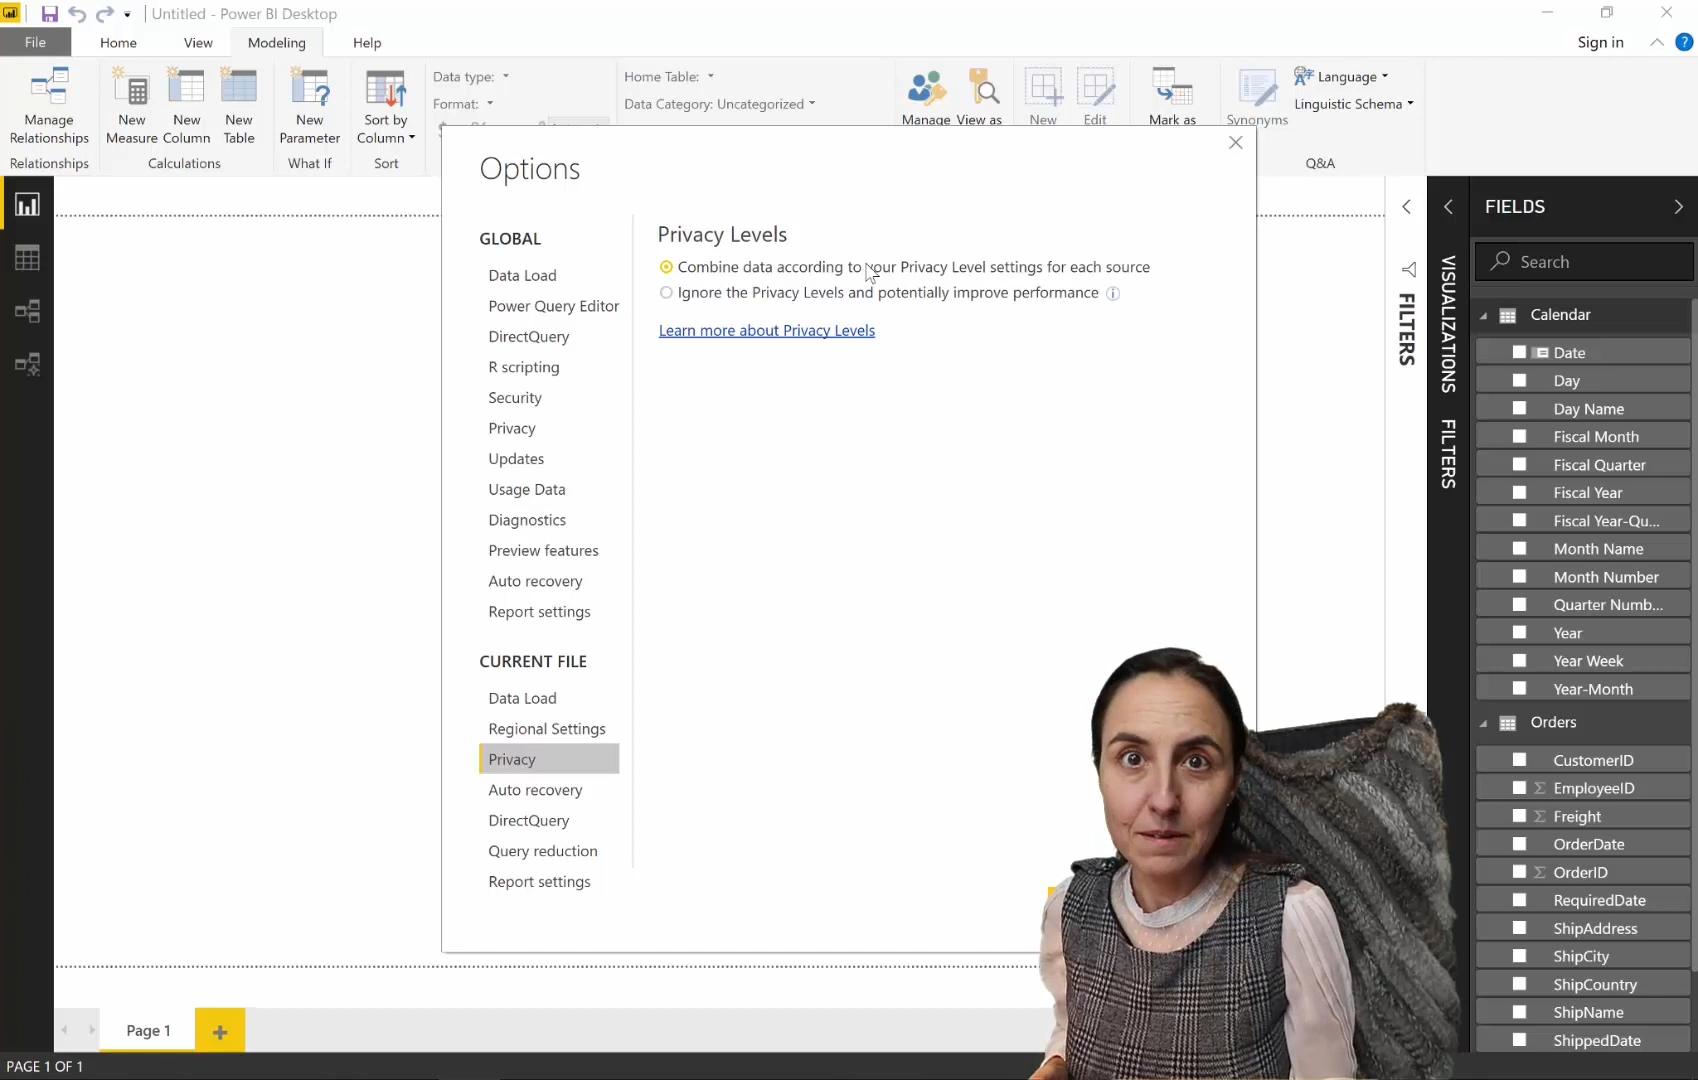 Untitled - Power BI Desktop
File
Home
View
Modeling
Help
Sign in
?
Manage
Relationships
Relationships
New
Measure
New
Column
New
Table
Calculations
New
Parameter
What If
Sort by
Column
Sort
Data type:
Format:
Home Table:
Data Category: Uncategorized
Manage
View as
New
Edit
Mark as
Synonyms
Language
Linguistic Schema
Q&A
Options
GLOBAL
Data Load
Power Query Editor
DirectQuery
R scripting
Security
Privacy
Updates
Usage Data
Diagnostics
Preview features
Auto recovery
Report settings
CURRENT FILE
Data Load
Regional Settings
Privacy
Auto recovery
DirectQuery
Query reduction
Report settings
Privacy Levels
Combine data according to your Privacy Level settings for each source
Ignore the Privacy Levels and potentially improve performance
Learn more about Privacy Levels
FILTERS
VISUALIZATIONS
FILTERS
FIELDS
Search
Calendar
Date
Day
Day Name
Fiscal Month
Fiscal Quarter
Fiscal Year
Fiscal Year-Qu...
Month Name
Month Number
Quarter Numb...
Year
Year Week
Year-Month
Orders
CustomerID
Σ EmployeeID
Σ Freight
OrderDate
Σ OrderID
RequiredDate
ShipAddress
ShipCity
ShipCountry
ShipName
ShippedDate
Page 1
+
PAGE 1 OF 1